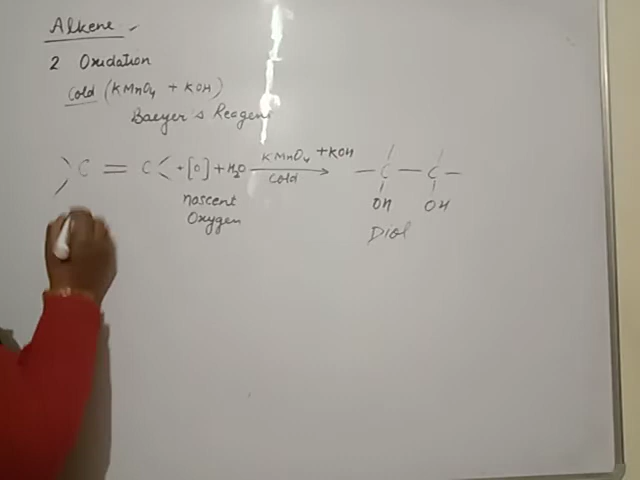 Alkene
2 Oxidation
Cold (KMnO4 + KOH)
Baeyer's Reagent
C = C + [O] + H2O KMnO4 + KOH Cold → - C - C -
nascent Oxygen
OH OH
Diol